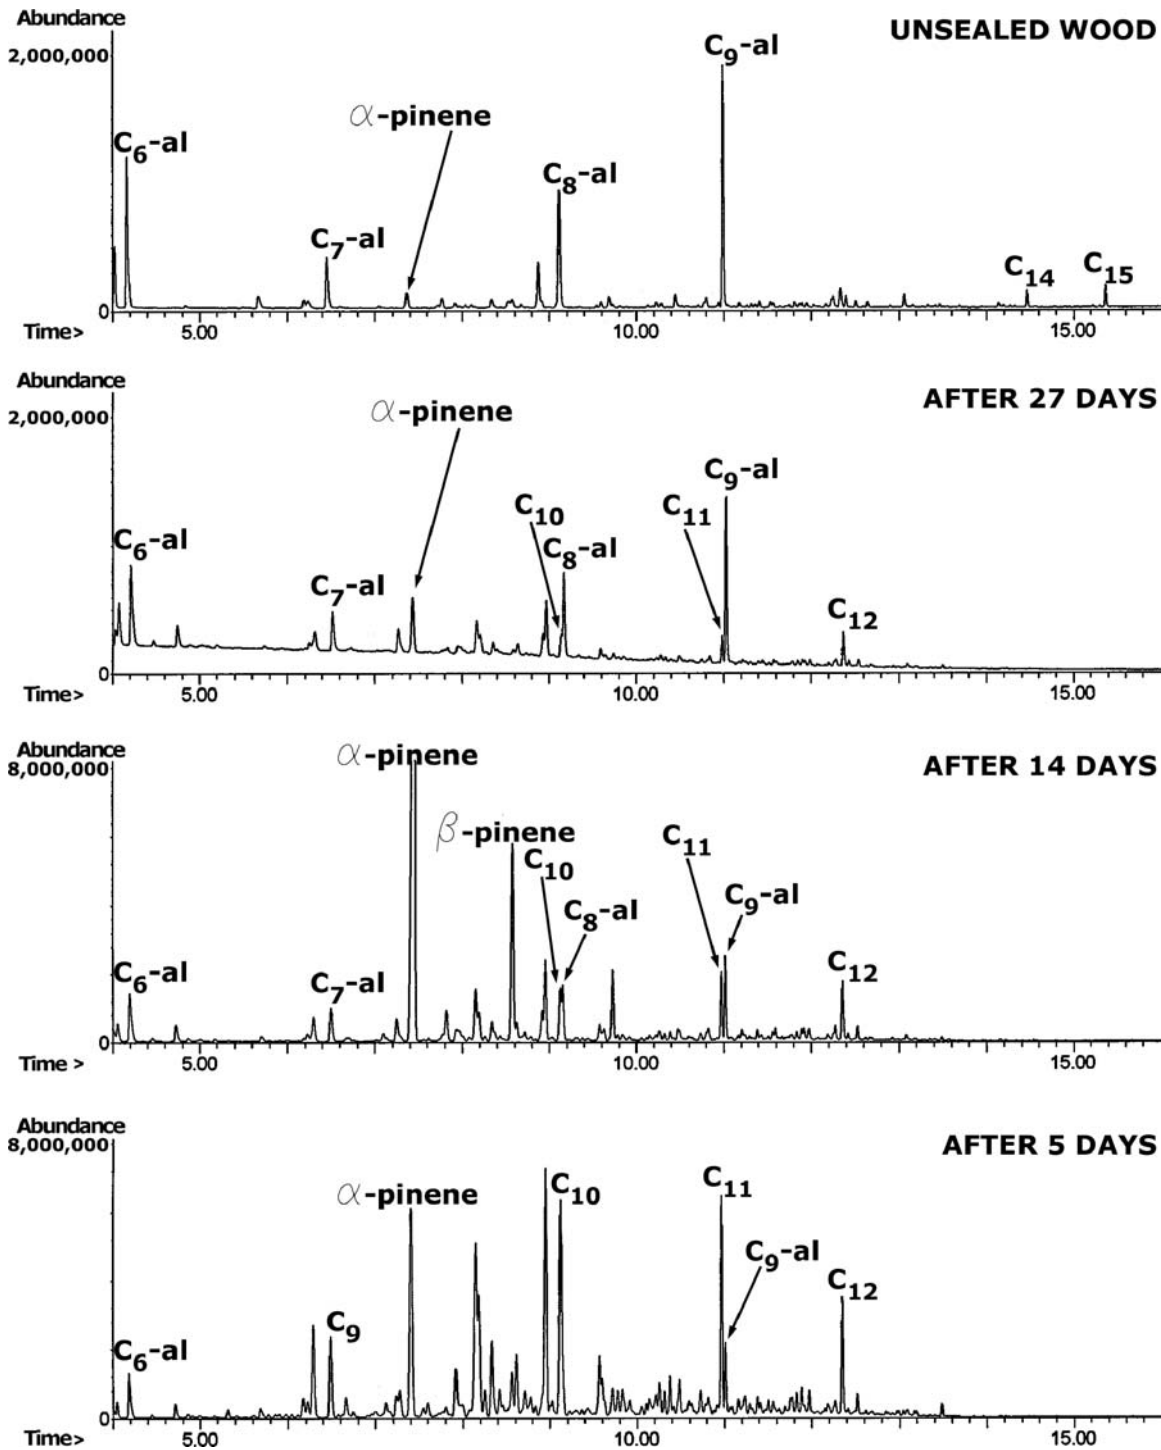 Abundance
UNSEALED WOOD
2,000,000
C9-al
α-pinene
C6-al
C8-al
C7-al
C14
C15
0
Time>
5.00
10.00
15.00
Abundance
AFTER 27 DAYS
2,000,000
α-pinene
C9-al
C10
C11
C6-al
C8-al
C7-al
C12
0
Time>
5.00
10.00
15.00
Abundance
α-pinene
AFTER 14 DAYS
8,000,000
β-pinene
C10
C11
C8-al
C9-al
C6-al
C7-al
C12
0
Time >
5.00
10.00
15.00
Abundance
8,000,000
AFTER 5 DAYS
α-pinene
C10
C11
C9-al
C12
C9
C6-al
0
Time>
5.00
10.00
15.00